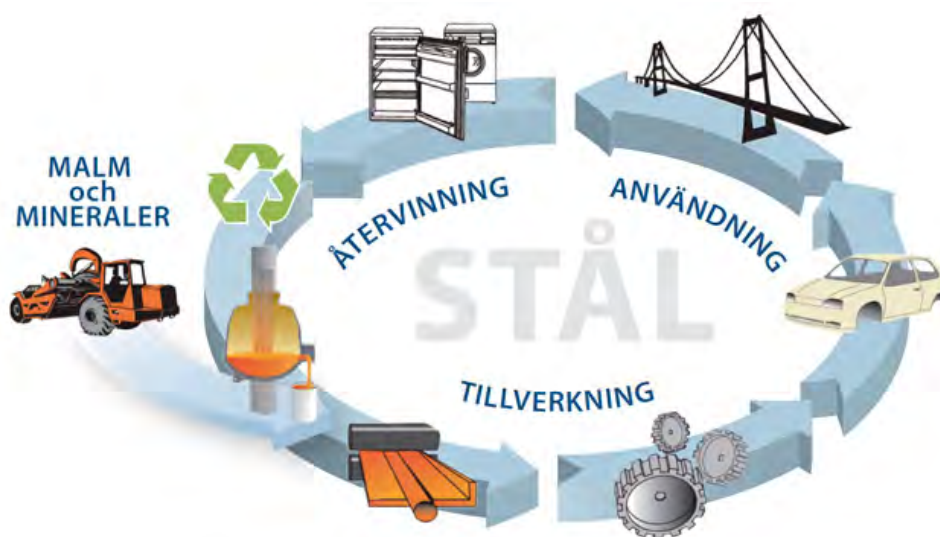 MALM
och
MINERALER
ÅTERVINNING
ANVÄNDNING
STÅL
TILLVERKNING